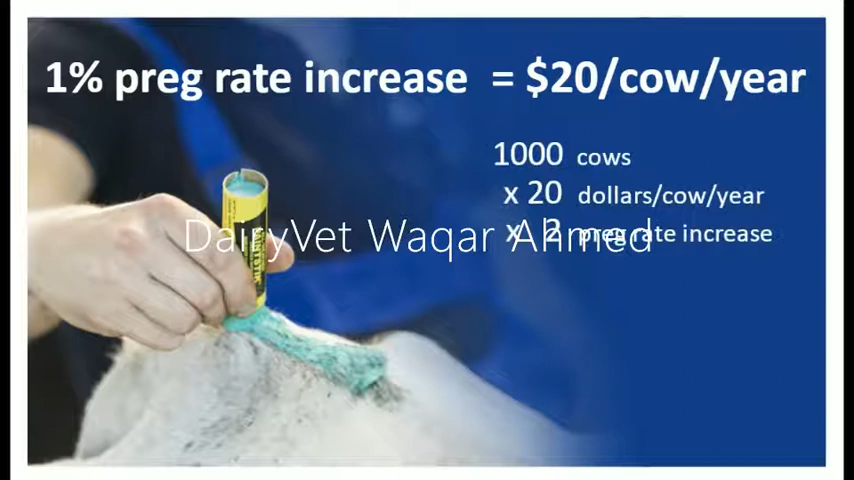 1% preg rate increase = $20/cow/year
1000 cows
x 20 dollars/cow/year
x 2 preg rate increase
DairyVet Waqar Ahmed
PAINTSTIK